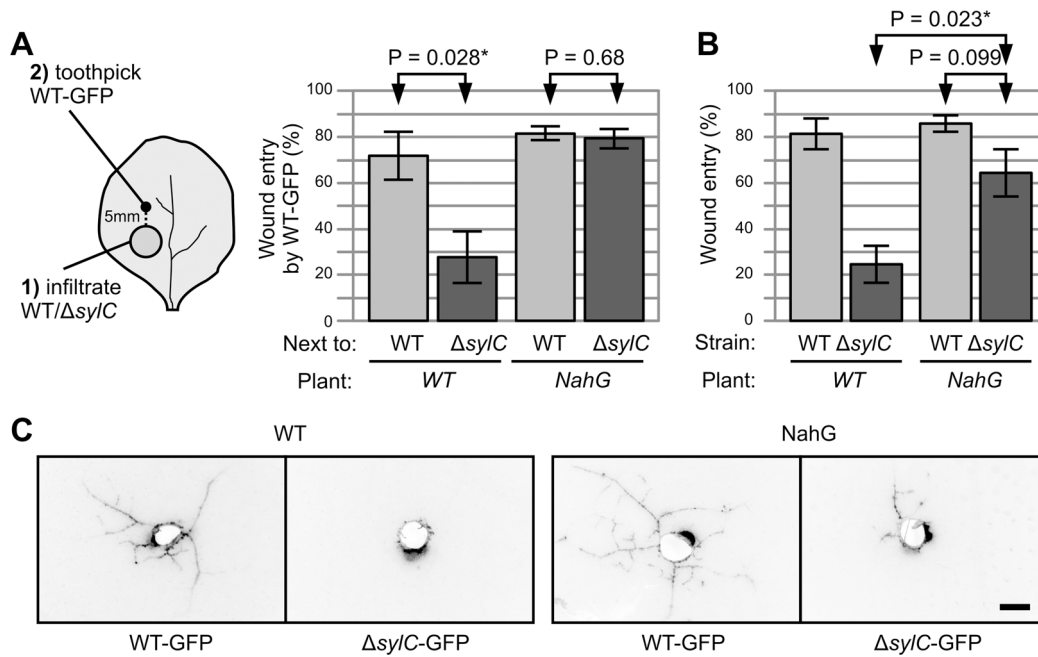 A
2) toothpick
WT-GFP
5mm
1) infiltrate
WT/ΔsylC
P = 0.028*
P = 0.68
Wound entry
by WT-GFP (%)
100
80
60
40
20
0
Next to: WT ΔsylC WT ΔsylC
Plant: WT NahG
B
P = 0.023*
P = 0.099
Wound entry (%)
100
80
60
40
20
0
Strain: WT ΔsylC WT ΔsylC
Plant: WT NahG
C
WT NahG
WT-GFP ΔsylC-GFP WT-GFP ΔsylC-GFP